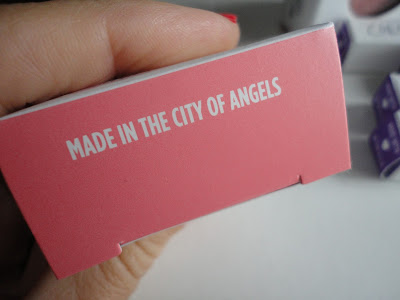 MADE IN THE CITY OF ANGELS